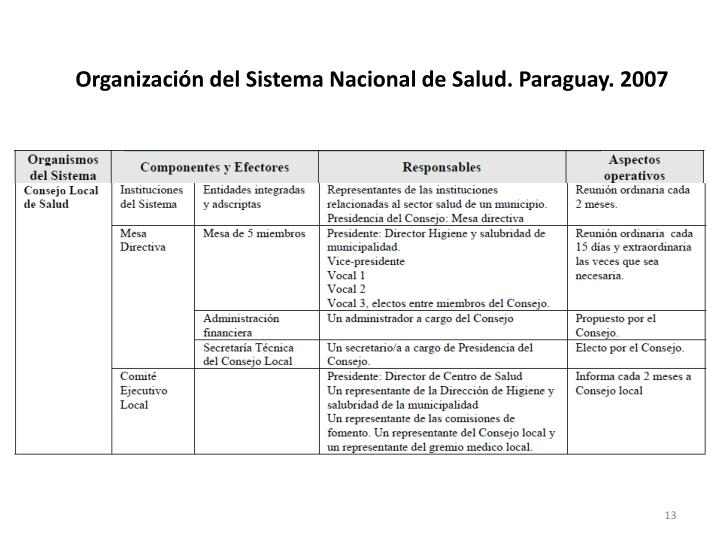 Organización del Sistema Nacional de Salud. Paraguay. 2007
Organismos
del Sistema
Componentes y Efectores
Responsables
Aspectos
operativos
Consejo Local
de Salud
Instituciones
del Sistema
Entidades integradas
y adscriptas
Representantes de las instituciones
relacionadas al sector salud de un municipio.
Presidencia del Consejo: Mesa directiva
Reunión ordinaria cada
2 meses.
Mesa
Directiva
Mesa de 5 miembros
Presidente: Director Higiene y salubridad de
municipalidad.
Vice-presidente
Vocal 1
Vocal 2
Vocal 3, electos entre miembros del Consejo.
Reunión ordinaria cada
15 días y extraordinaria
las veces que sea
necesaria.
Administración
financiera
Un administrador a cargo del Consejo
Propuesto por el
Consejo.
Secretaría Técnica
del Consejo Local
Un secretario/a a cargo de Presidencia del
Consejo.
Electo por el Consejo.
Comité
Ejecutivo
Local
Presidente: Director de Centro de Salud
Un representante de la Dirección de Higiene y
salubridad de la municipalidad
Un representante de las comisiones de
fomento. Un representante del Consejo local y
un representante del gremio medico local.
Informa cada 2 meses a
Consejo local
13